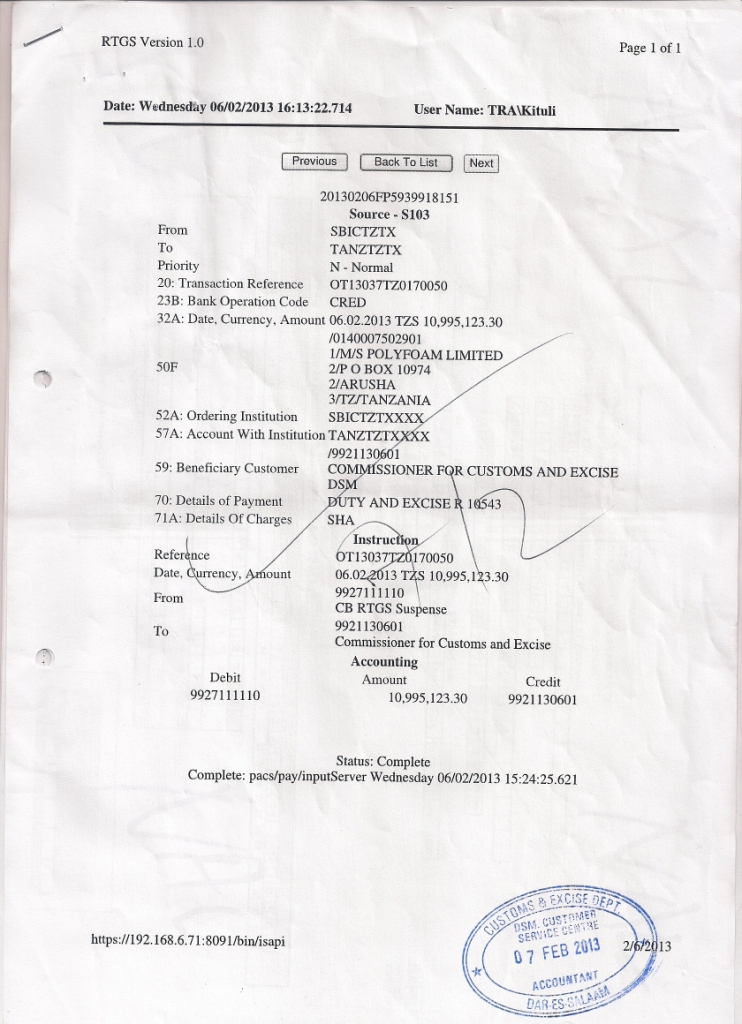 RTGS Version 1.0
Page 1 of 1
Date: Wednesday 06/02/2013 16:13:22.714 User Name: TRA\Kituli
Previous Back To List Next
20130206FP5939918151
Source - S103
From SBICTZTX
To TANZTZTX
Priority N - Normal
20: Transaction Reference OT13037TZ0170050
23B: Bank Operation Code CRED
32A: Date, Currency, Amount 06.02.2013 TZS 10,995,123.30
/0140007502901
1/M/S POLYFOAM LIMITED
50F 2/P O BOX 10974
2/ARUSHA
3/TZ/TANZANIA
52A: Ordering Institution SBICTZTXXXX
57A: Account With Institution TANZTZTXXXX
/9921130601
59: Beneficiary Customer COMMISSIONER FOR CUSTOMS AND EXCISE
DSM
70: Details of Payment DUTY AND EXCISE R 10543
71A: Details Of Charges SHA
Instruction
Reference OT13037TZ0170050
Date, Currency, Amount 06.02.2013 TZS 10,995,123.30
From 9927111110
CB RTGS Suspense
To 9921130601
Commissioner for Customs and Excise
Accounting
Debit Amount Credit
9927111110 10,995,123.30 9921130601
Status: Complete
Complete: pacs/pay/inputServer Wednesday 06/02/2013 15:24:25.621
https://192.168.6.71:8091/bin/isapi
2/6/2013
CUSTOMS & EXCISE DEPT.
DSM. CUSTOMER
SERVICE CENTRE
07 FEB 2013
ACCOUNTANT
DAR-ES-SALAAM